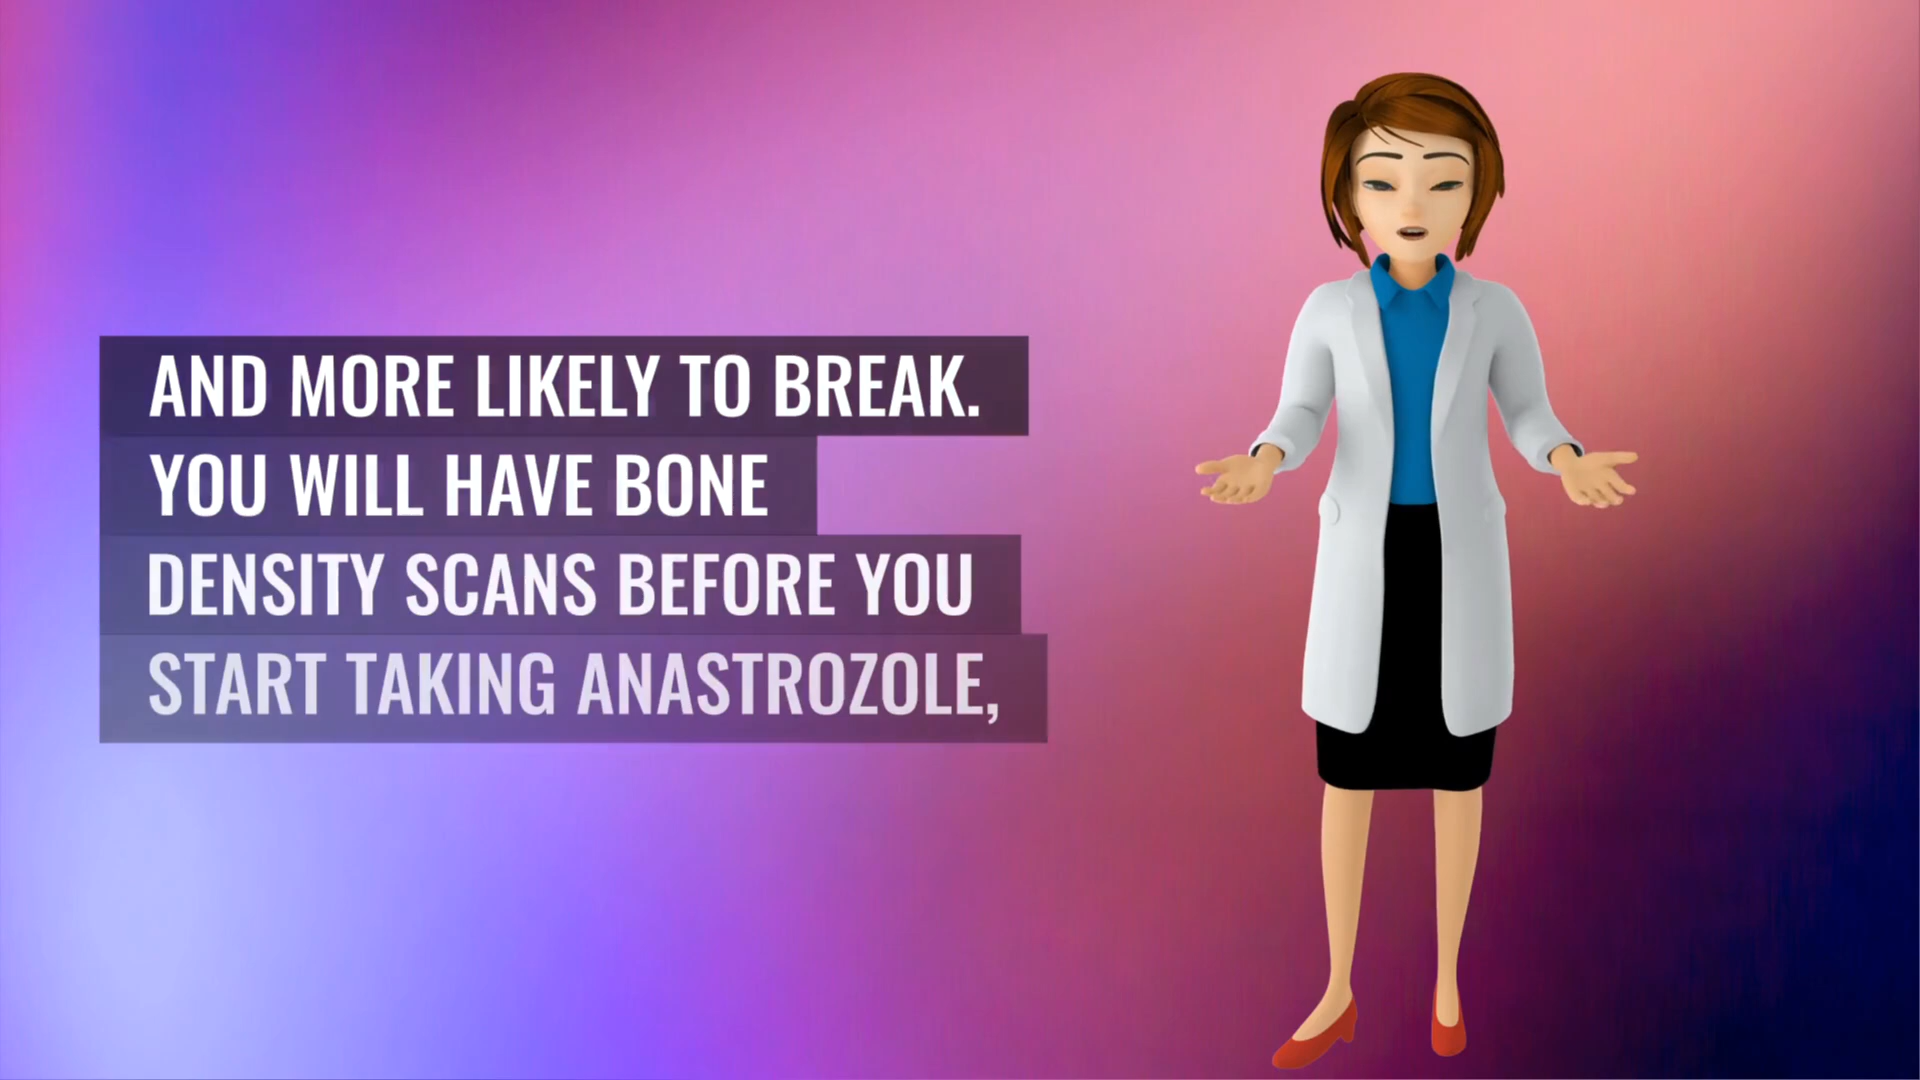 AND MORE LIKELY TO BREAK.
YOU WILL HAVE BONE
DENSITY SCANS BEFORE YOU
START TAKING ANASTROZOLE,